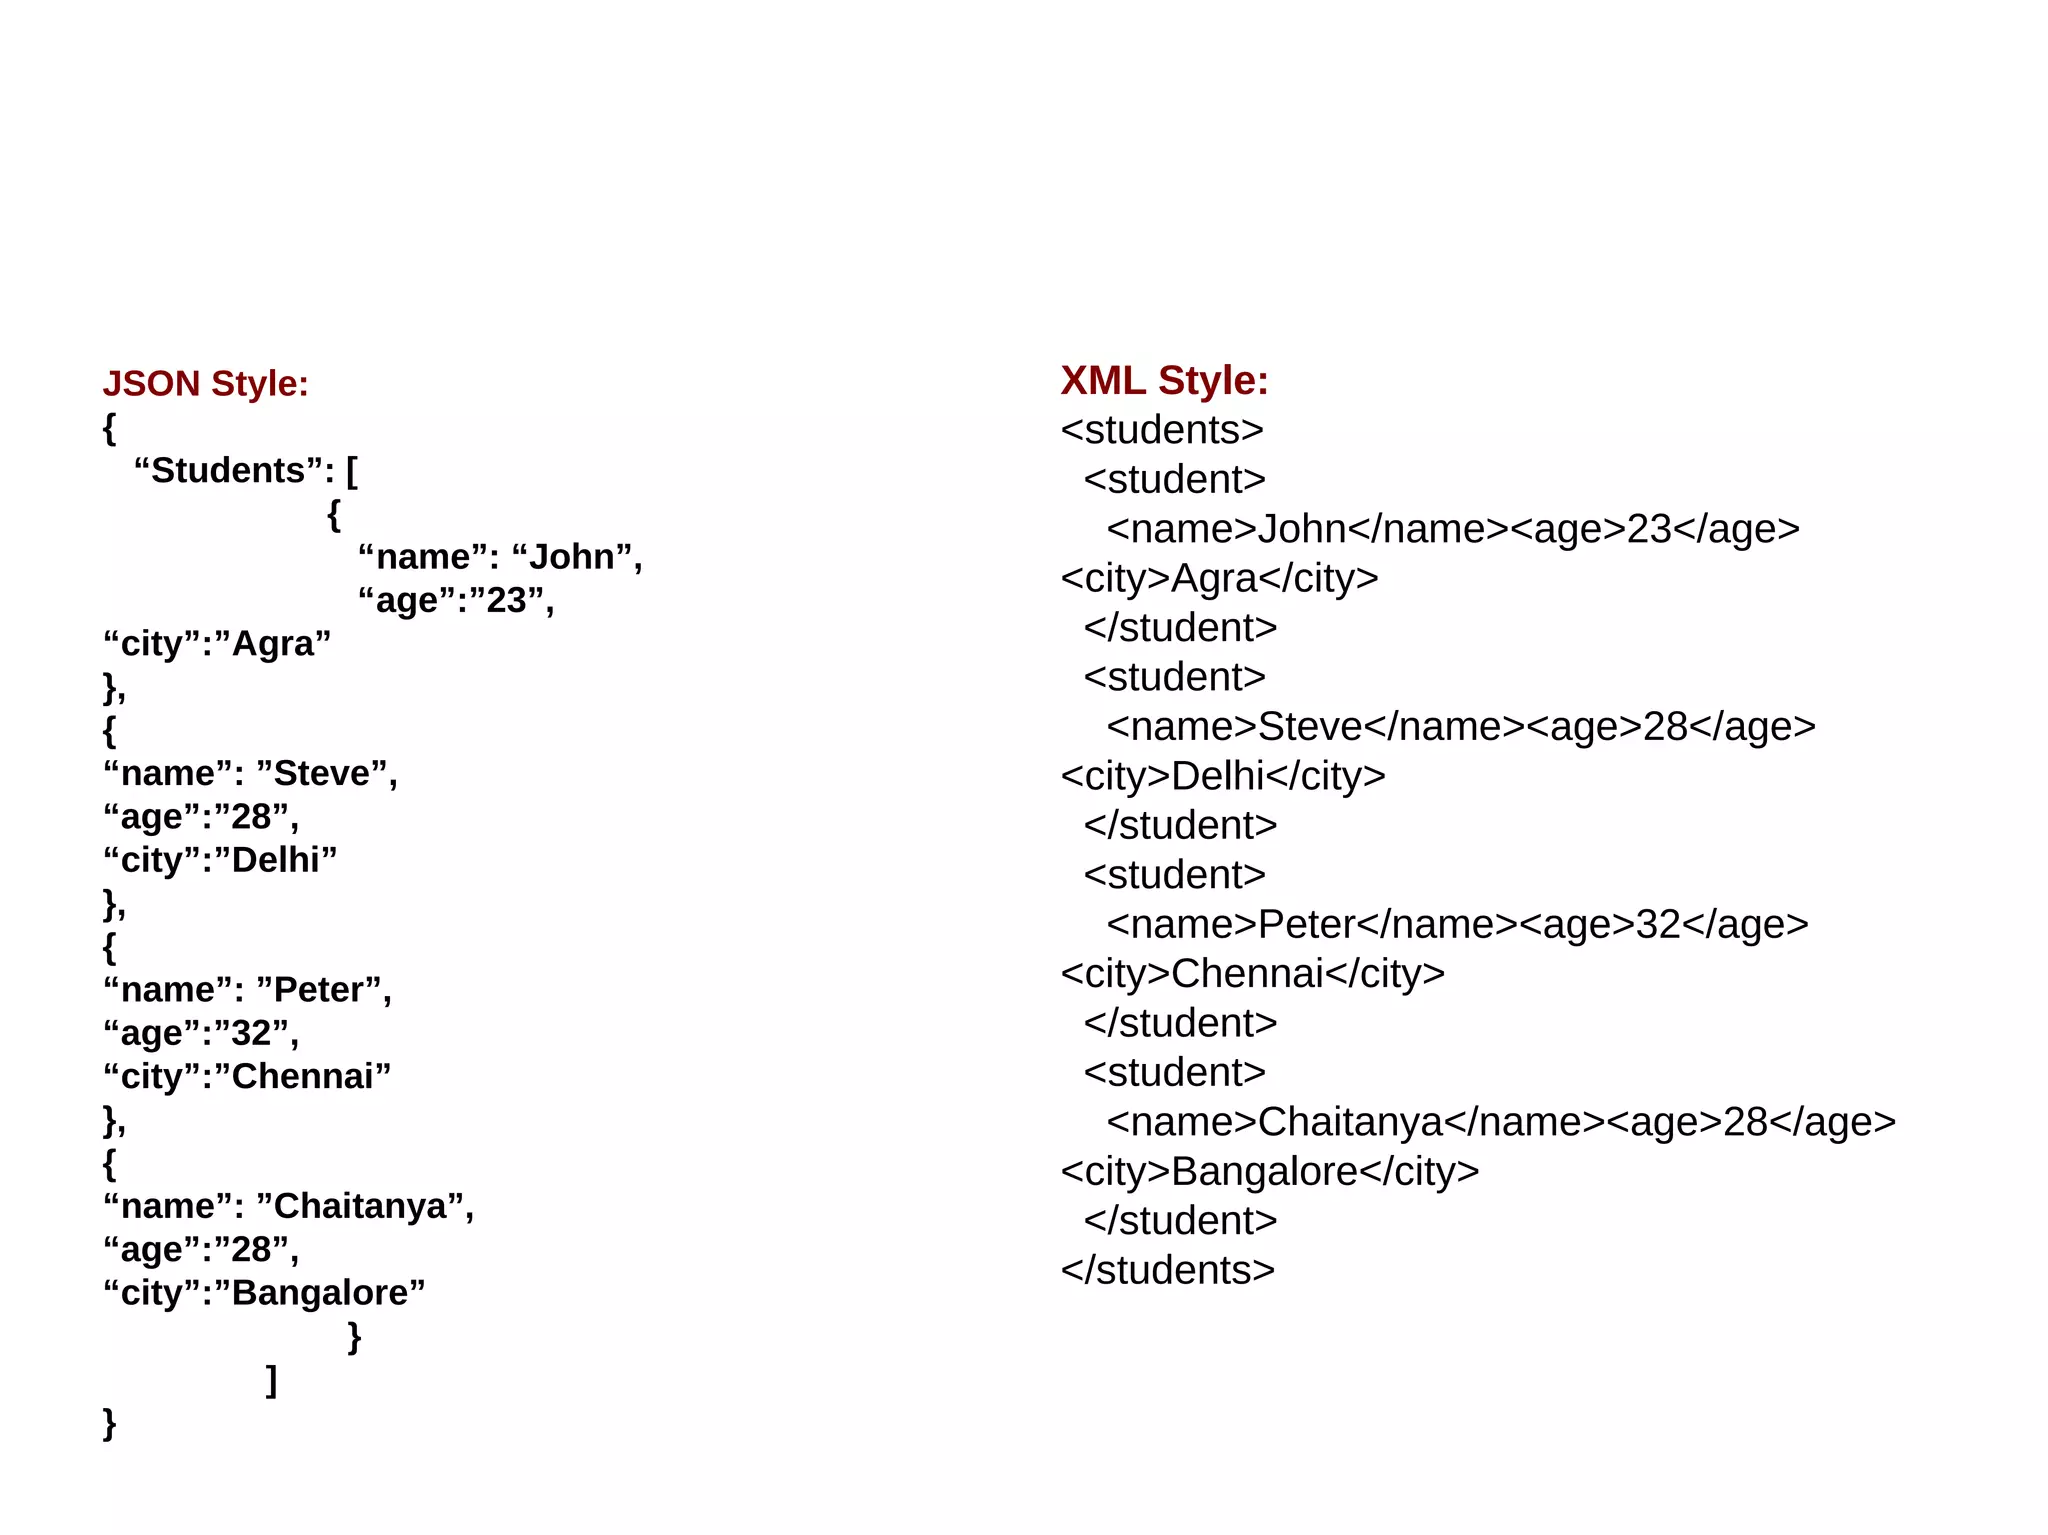 JSON Style:
{
“Students”: [
{
“name”: “John”,
“age”:”23”,
“city”:”Agra”
},
{
“name”: ”Steve”,
“age”:”28”,
“city”:”Delhi”
},
{
“name”: ”Peter”,
“age”:”32”,
“city”:”Chennai”
},
{
“name”: ”Chaitanya”,
“age”:”28”,
“city”:”Bangalore”
}
]
}
XML Style:
<students>
<student>
<name>John</name><age>23</age>
<city>Agra</city>
</student>
<student>
<name>Steve</name><age>28</age>
<city>Delhi</city>
</student>
<student>
<name>Peter</name><age>32</age>
<city>Chennai</city>
</student>
<student>
<name>Chaitanya</name><age>28</age>
<city>Bangalore</city>
</student>
</students>